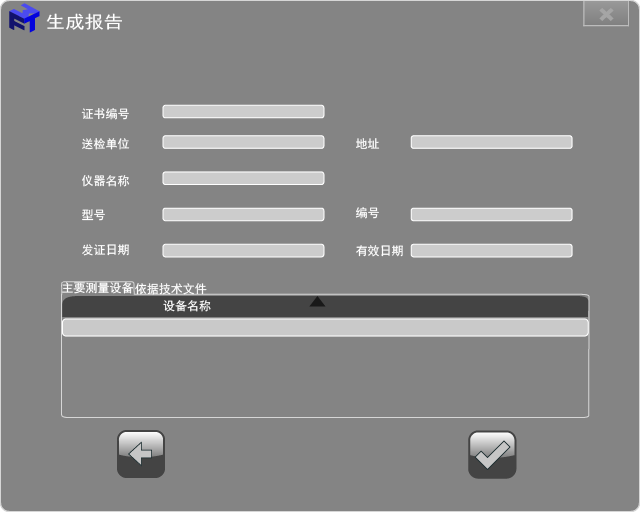 生成报告
证书编号
送检单位 地址
仪器名称
型号 编号
发证日期 有效日期
主要测量设备 依据技术文件
设备名称